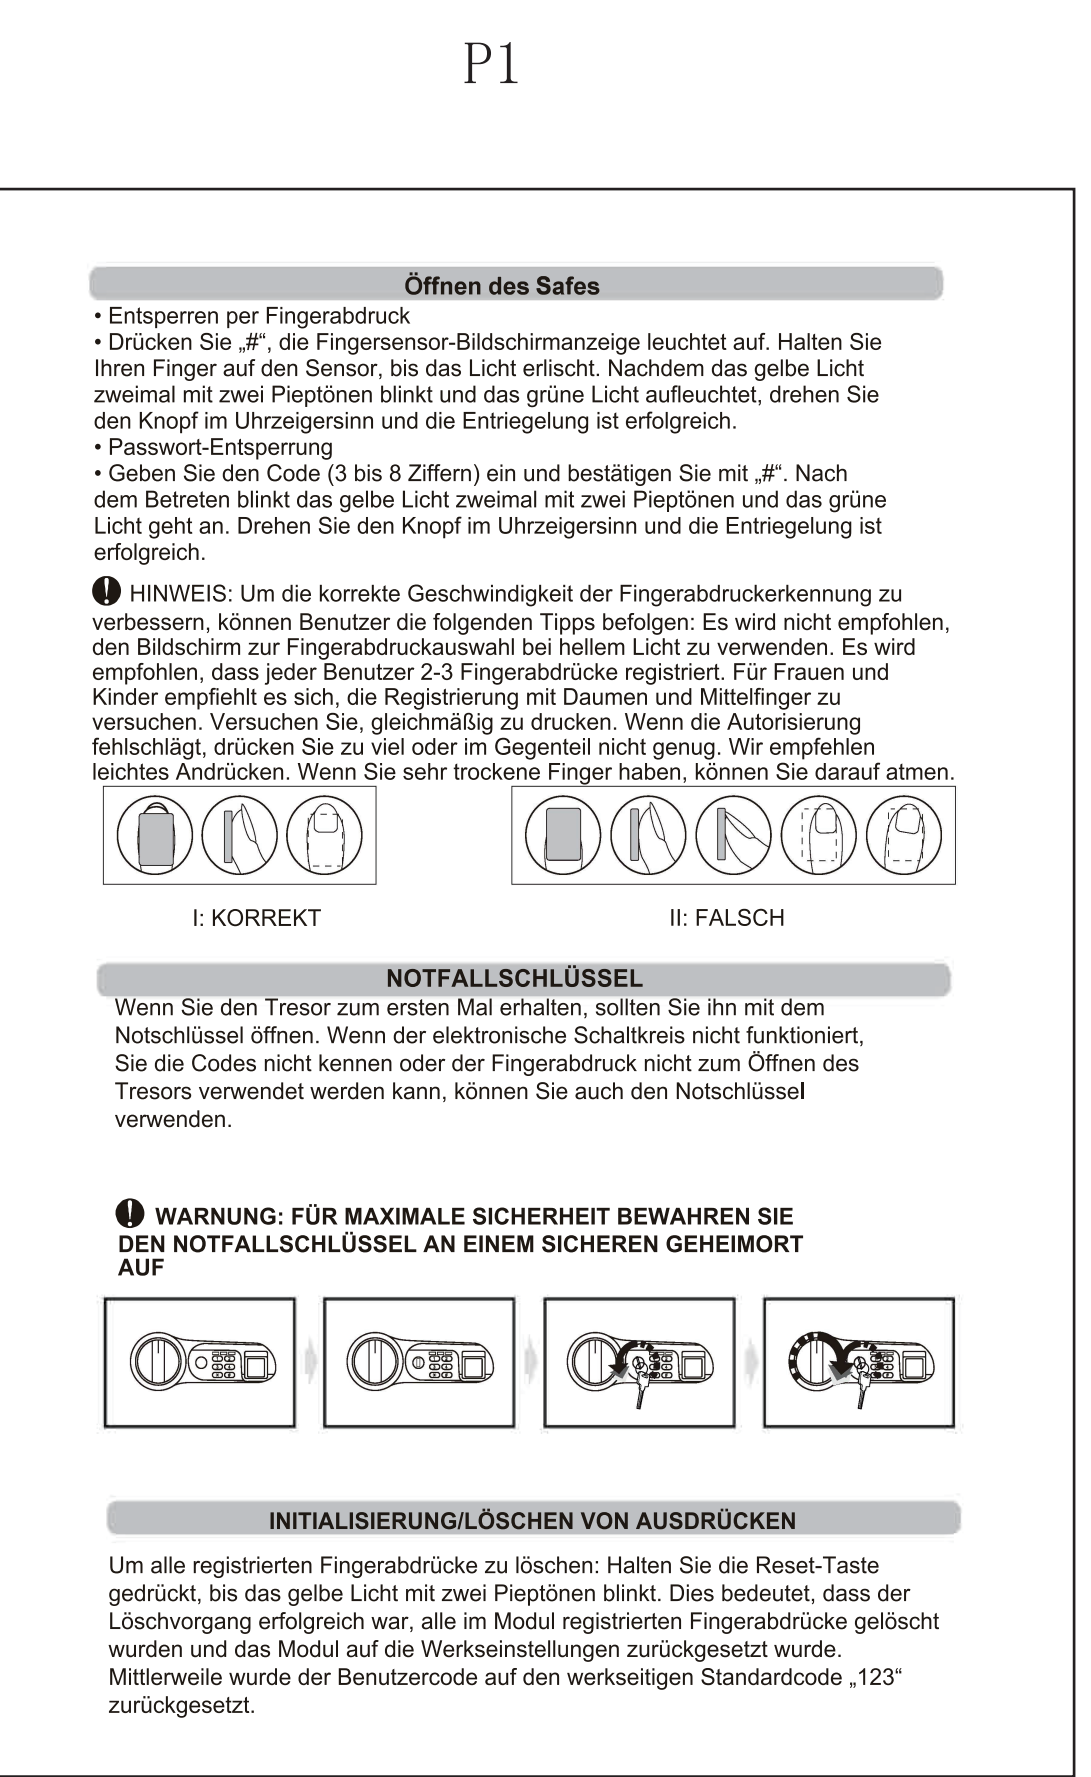 P1
Öffnen des Safes
• Entsperren per Fingerabdruck
• Drücken Sie „#“, die Fingersensor-Bildschirmanzeige leuchtet auf. Halten Sie
Ihren Finger auf den Sensor, bis das Licht erlischt. Nachdem das gelbe Licht
zweimal mit zwei Pieptönen blinkt und das grüne Licht aufleuchtet, drehen Sie
den Knopf im Uhrzeigersinn und die Entriegelung ist erfolgreich.
• Passwort-Entsperrung
• Geben Sie den Code (3 bis 8 Ziffern) ein und bestätigen Sie mit „#“. Nach
dem Betreten blinkt das gelbe Licht zweimal mit zwei Pieptönen und das grüne
Licht geht an. Drehen Sie den Knopf im Uhrzeigersinn und die Entriegelung ist
erfolgreich.
HINWEIS: Um die korrekte Geschwindigkeit der Fingerabdruckerkennung zu
verbessern, können Benutzer die folgenden Tipps befolgen: Es wird nicht empfohlen,
den Bildschirm zur Fingerabdruckauswahl bei hellem Licht zu verwenden. Es wird
empfohlen, dass jeder Benutzer 2-3 Fingerabdrücke registriert. Für Frauen und
Kinder empfiehlt es sich, die Registrierung mit Daumen und Mittelfinger zu
versuchen. Versuchen Sie, gleichmäßig zu drucken. Wenn die Autorisierung
fehlschlägt, drücken Sie zu viel oder im Gegenteil nicht genug. Wir empfehlen
leichtes Andrücken. Wenn Sie sehr trockene Finger haben, können Sie darauf atmen.
I: KORREKT
II: FALSCH
NOTFALLSCHLÜSSEL
Wenn Sie den Tresor zum ersten Mal erhalten, sollten Sie ihn mit dem
Notschlüssel öffnen. Wenn der elektronische Schaltkreis nicht funktioniert,
Sie die Codes nicht kennen oder der Fingerabdruck nicht zum Öffnen des
Tresors verwendet werden kann, können Sie auch den Notschlüssel
verwenden.
WARNUNG: FÜR MAXIMALE SICHERHEIT BEWAHREN SIE
DEN NOTFALLSCHLÜSSEL AN EINEM SICHEREN GEHEIMORT
AUF
INITIALISIERUNG/LÖSCHEN VON AUSDRÜCKEN
Um alle registrierten Fingerabdrücke zu löschen: Halten Sie die Reset-Taste
gedrückt, bis das gelbe Licht mit zwei Pieptönen blinkt. Dies bedeutet, dass der
Löschvorgang erfolgreich war, alle im Modul registrierten Fingerabdrücke gelöscht
wurden und das Modul auf die Werkseinstellungen zurückgesetzt wurde.
Mittlerweile wurde der Benutzercode auf den werkseitigen Standardcode „123“
zurückgesetzt.